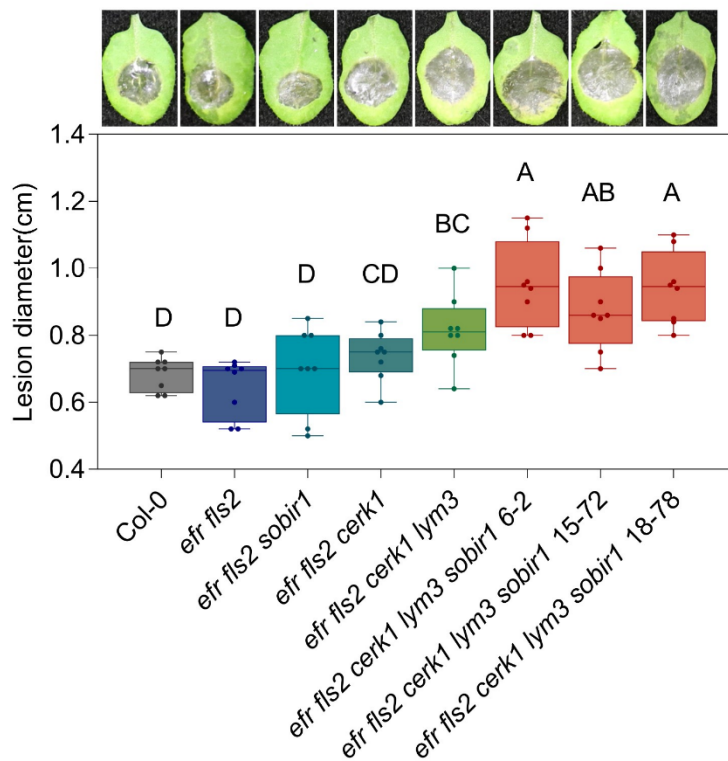 1.4
1.2
1.0
0.8
0.6
0.4
Lesion diameter(cm)
D
D
D
CD
BC
A
AB
A
Col-0
efr fls2
efr fls2 sobir1
efr fls2 cerk1
efr fls2 cerk1 lym3
efr fls2 cerk1 lym3 sobir1 6-2
efr fls2 cerk1 lym3 sobir1 15-72
efr fls2 cerk1 lym3 sobir1 18-78